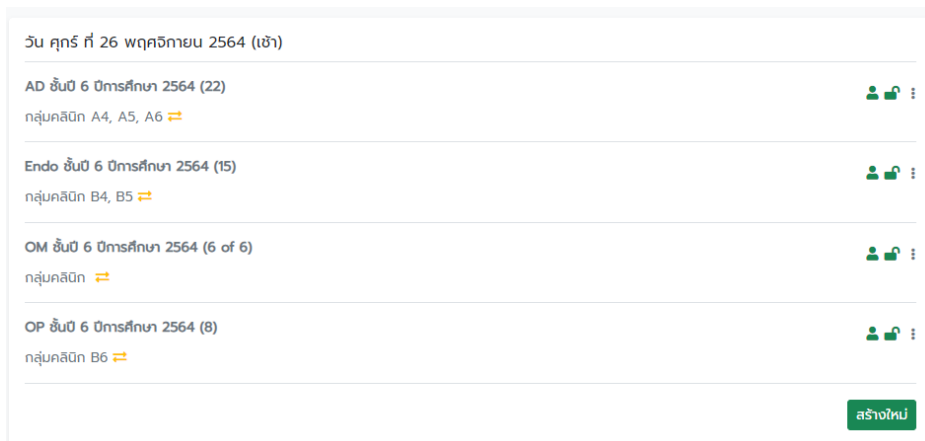 วัน ศุกร์ ที่ 26 พฤศจิกายน 2564 (เช้า)
AD ชั้นปี 6 ปีการศึกษา 2564 (22)
กลุ่มคลินิก A4, A5, A6
Endo ชั้นปี 6 ปีการศึกษา 2564 (15)
กลุ่มคลินิก B4, B5
OM ชั้นปี 6 ปีการศึกษา 2564 (6 of 6)
กลุ่มคลินิก
OP ชั้นปี 6 ปีการศึกษา 2564 (8)
กลุ่มคลินิก B6
สร้างใหม่